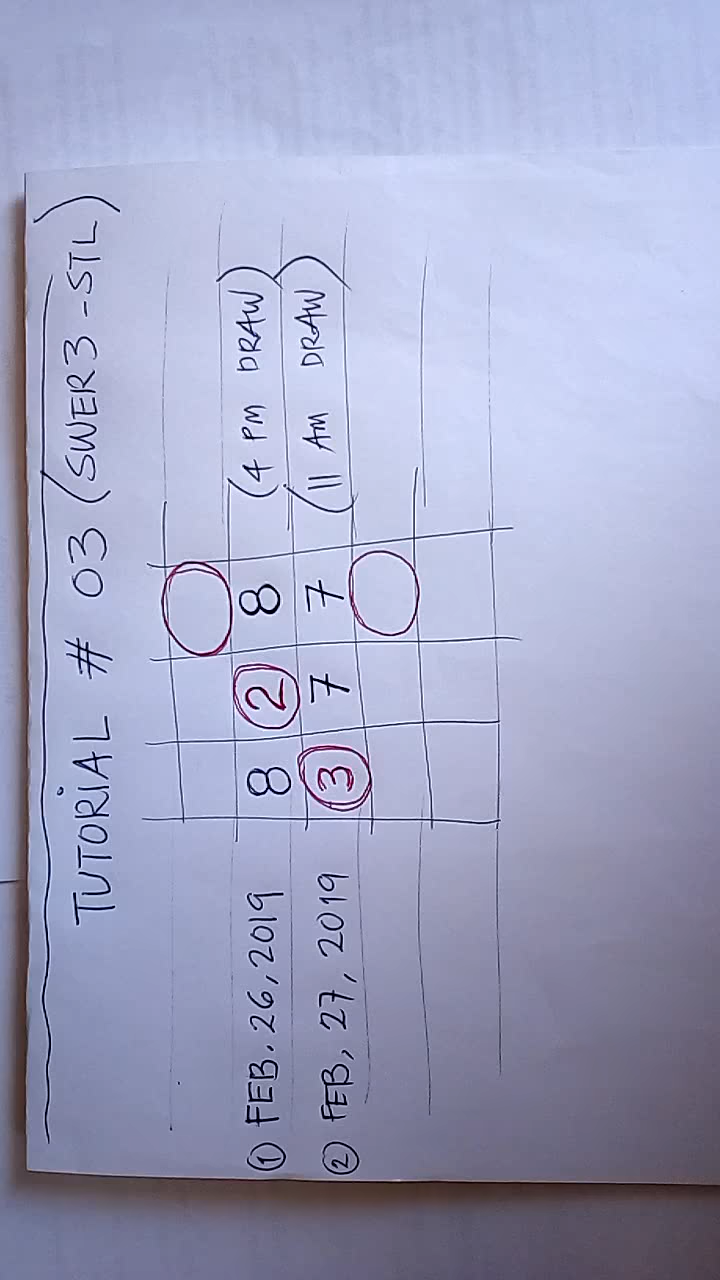 TUTORIAL # 03 (SWER3-STL)
① FEB. 26, 2019 8 2 8 (4 PM DRAW)
② FEB, 27, 2019 3 7 7 (11 AM DRAW)